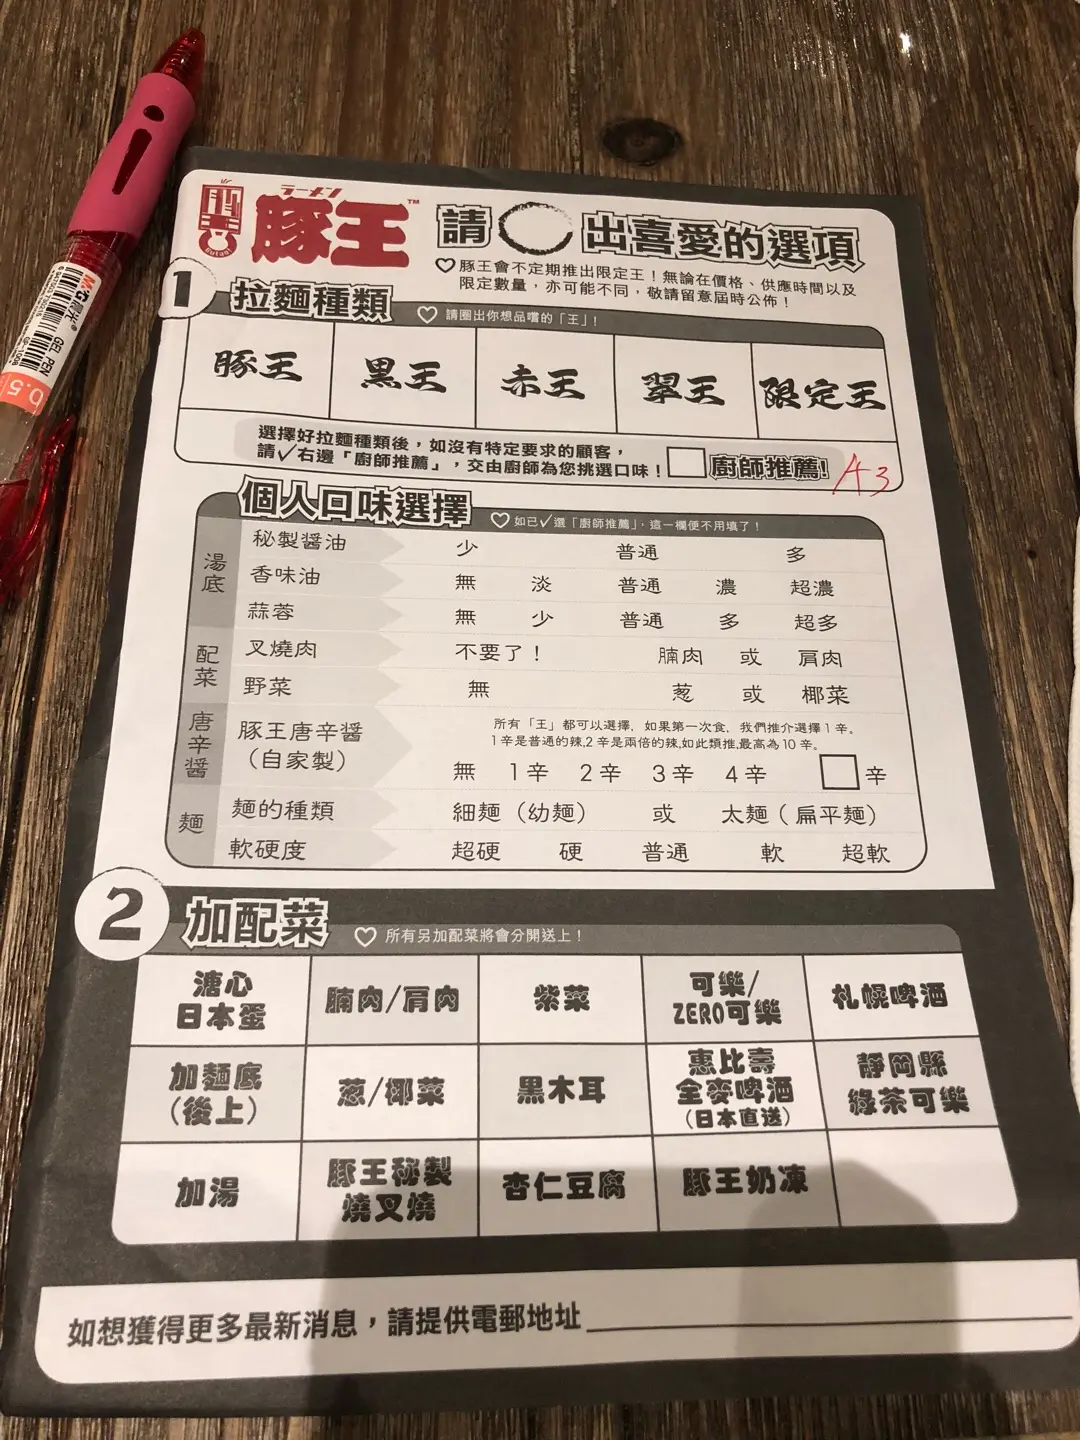 ラーメン
豚王™
Butao
請○出喜愛的選項
♡豚王會不定期推出限定王！無論在價格、供應時間以及
限定數量，亦可能不同，敬請留意屆時公佈！
1 拉麵種類 ♡ 請圈出你想品嚐的「王」！
豚王 黑王 赤王 翠王 限定王
選擇好拉麵種類後，如沒有特定要求的顧客，
請✓右邊「廚師推薦」，交由廚師為您挑選口味！ □廚師推薦!
A3
個人口味選擇 ♡ 如已✓選「廚師推薦」，這一欄便不用填了！
湯底
秘製醬油 少 普通 多
香味油 無 淡 普通 濃 超濃
蒜蓉 無 少 普通 多 超多
配菜
叉燒肉 不要了！ 腩肉 或 肩肉
野菜 無 葱 或 椰菜
唐辛醬
豚王唐辛醬
（自家製）
所有「王」都可以選擇，如果第一次食，我們推介選擇1辛。
1辛是普通的辣,2辛是兩倍的辣,如此類推,最高為10辛。
無 1辛 2辛 3辛 4辛 □辛
麵
麵的種類 細麵（幼麵） 或 太麵（扁平麵）
軟硬度 超硬 硬 普通 軟 超軟
2 加配菜 ♡ 所有另加配菜將會分開送上！
溏心
日本蛋
腩肉/肩肉
紫菜
可樂/
ZERO可樂
札幌啤酒
加麵底
（後上）
葱/椰菜
黑木耳
惠比壽
全麥啤酒
（日本直送）
靜岡縣
綠茶可樂
加湯
豚王秘製
燒叉燒
杏仁豆腐
豚王奶凍
如想獲得更多最新消息，請提供電郵地址
M&G晨光®
GEL PEN
0.5